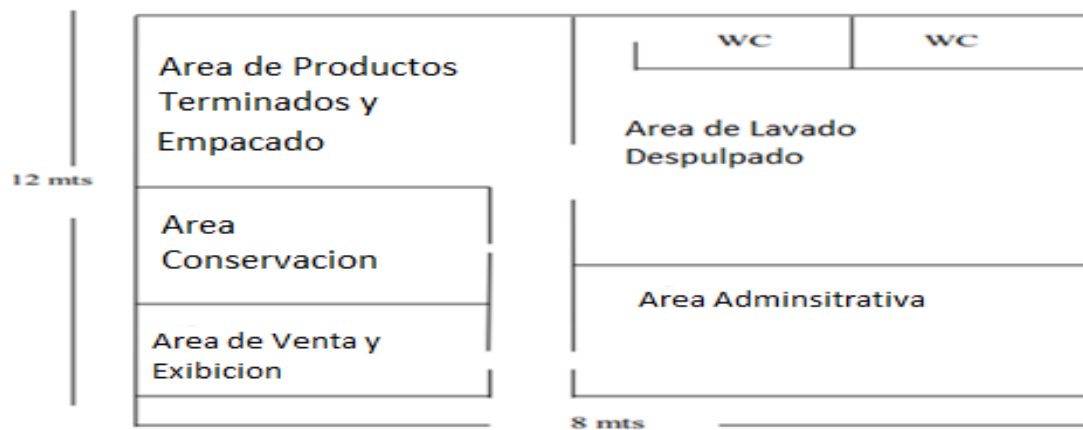 WC
WC
Area de Productos
Terminados y
Empacado
Area de Lavado
Despulpado
12 mts
Area
Conservacion
Area Adminsitrativa
Area de Venta y
Exibicion
8 mts